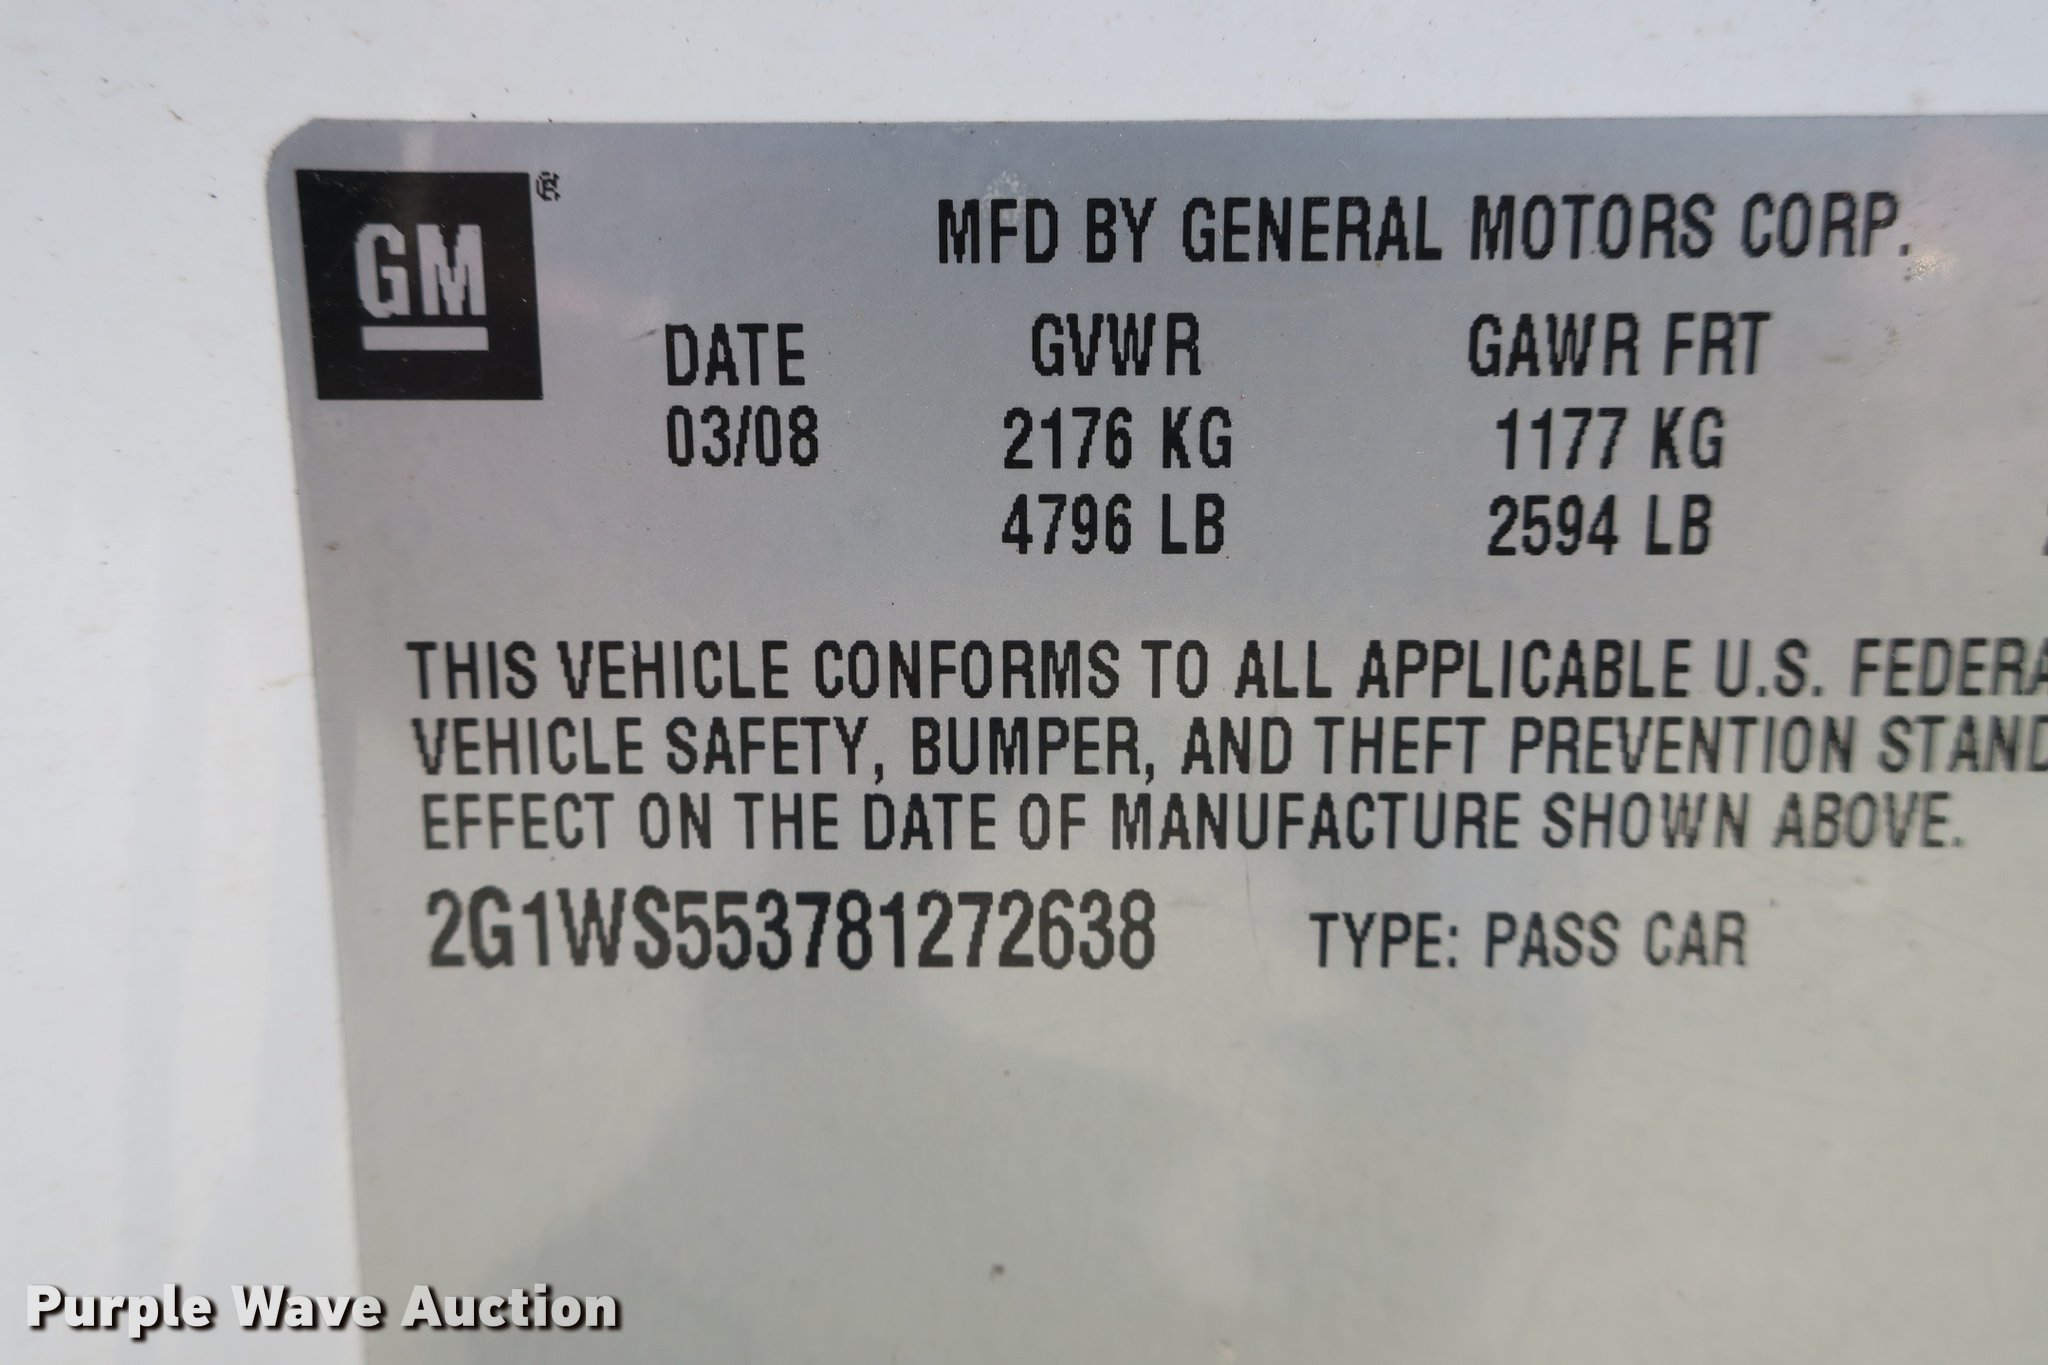 GM®
MFD BY GENERAL MOTORS CORP.
DATE GVWR GAWR FRT
03/08 2176 KG 1177 KG
4796 LB 2594 LB
THIS VEHICLE CONFORMS TO ALL APPLICABLE U.S. FEDERA
VEHICLE SAFETY, BUMPER, AND THEFT PREVENTION STAND
EFFECT ON THE DATE OF MANUFACTURE SHOWN ABOVE.
2G1WS553781272638 TYPE: PASS CAR
Purple Wave Auction